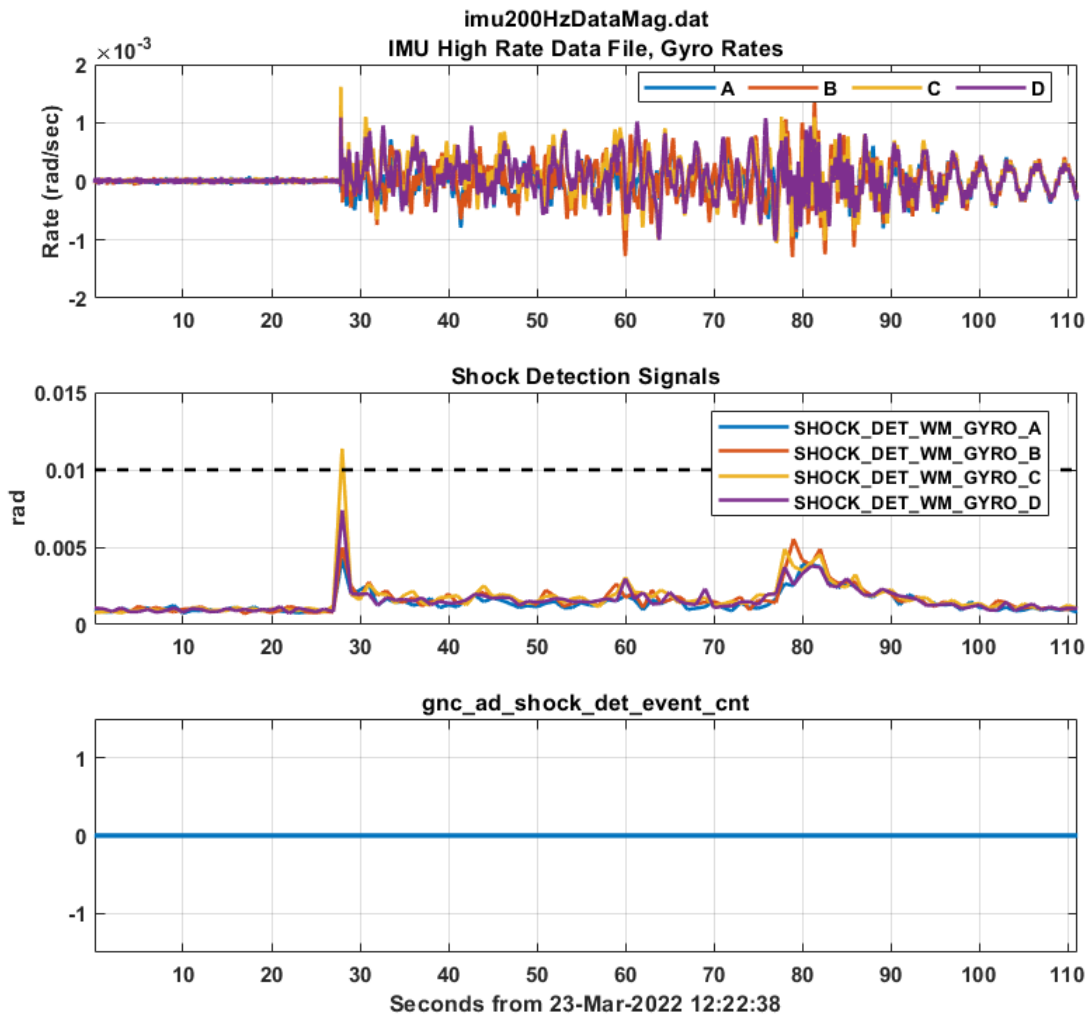 imu200HzDataMag.dat
IMU High Rate Data File, Gyro Rates
×10⁻³
A B C D
Rate (rad/sec)
2
1
0
-1
-2
10 20 30 40 50 60 70 80 90 100 110
Shock Detection Signals
SHOCK_DET_WM_GYRO_A
SHOCK_DET_WM_GYRO_B
SHOCK_DET_WM_GYRO_C
SHOCK_DET_WM_GYRO_D
rad
0.015
0.01
0.005
0
10 20 30 40 50 60 70 80 90 100 110
gnc_ad_shock_det_event_cnt
1
0
-1
10 20 30 40 50 60 70 80 90 100 110
Seconds from 23-Mar-2022 12:22:38